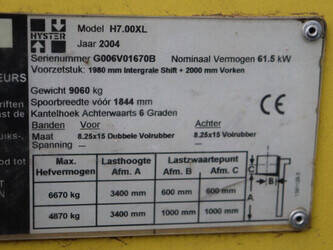 HYSTER
Model H7.00XL
Jaar 2004
Serienummer G006V01670B Nominaal Vermogen 61.5 kW
Voorzetstuk: 1980 mm Intergrale Shift + 2000 mm Vorken
Gewicht 9060 kg
Spoorbreedte vóór 1844 mm
Kantelhoek Achterwaarts 6 Graden
Banden Voor Achter
Maat 8.25x15 Dubbele Volrubber 8.25x15 Volrubber
Spanning — —
Max. Hefvermogen Lasthoogte Afm. A Lastzwaartepunt Afm. B Afm. C
6670 kg 3400 mm 600 mm 600 mm
4870 kg 3400 mm 1000 mm 1000 mm
C
B
A
EURS
riften